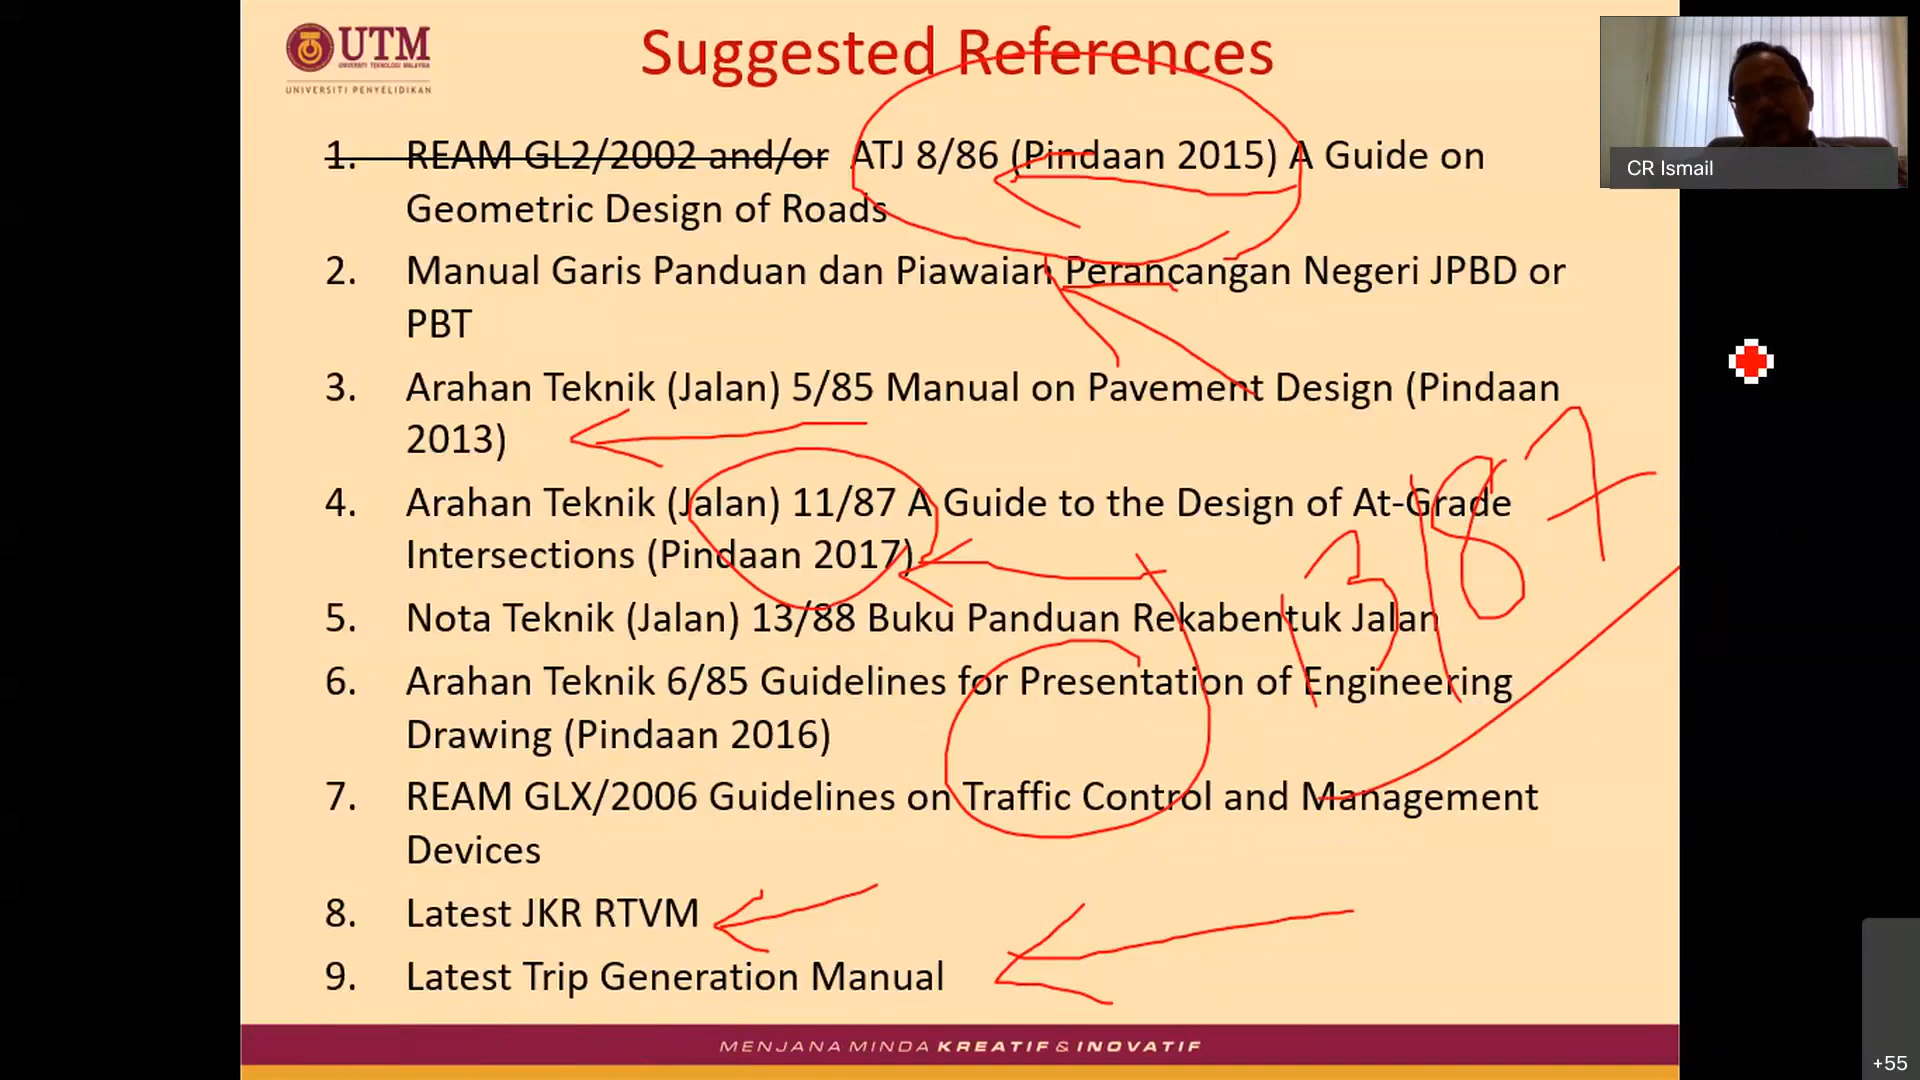 UTM
UNIVERSITI TEKNOLOGI MALAYSIA
UNIVERSITI PENYELIDIKAN
Suggested References
CR Ismail
1. REAM GL2/2002 and/or ATJ 8/86 (Pindaan 2015) A Guide on
Geometric Design of Roads
2. Manual Garis Panduan dan Piawaian Perancangan Negeri JPBD or
PBT
3. Arahan Teknik (Jalan) 5/85 Manual on Pavement Design (Pindaan
2013)
4. Arahan Teknik (Jalan) 11/87 A Guide to the Design of At-Grade
Intersections (Pindaan 2017)
13/87
5. Nota Teknik (Jalan) 13/88 Buku Panduan Rekabentuk Jalan
6. Arahan Teknik 6/85 Guidelines for Presentation of Engineering
Drawing (Pindaan 2016)
7. REAM GLX/2006 Guidelines on Traffic Control and Management
Devices
8. Latest JKR RTVM
9. Latest Trip Generation Manual
MENJANA MINDA KREATIF & INOVATIF
+55